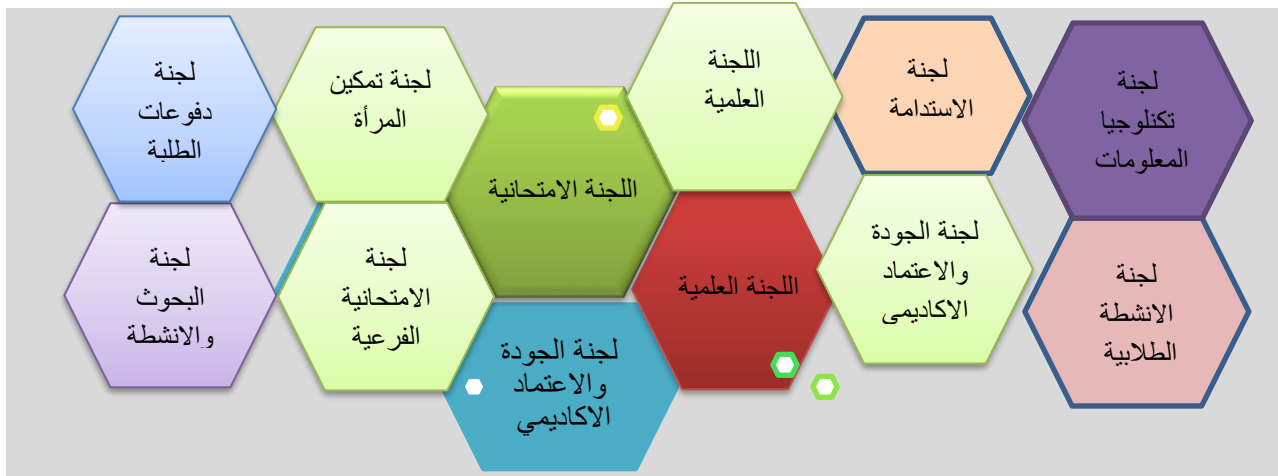 لجنة
تكنلوجيا
المعلومات
لجنة
الاستدامة
اللجنة
العلمية
لجنة تمكين
المرأة
لجنة
دفوعات
الطلبة
اللجنة الامتحانية
لجنة
الانشطة
الطلابية
لجنة الجودة
والاعتماد
الاكاديمى
اللجنة العلمية
لجنة
الامتحانية
الفرعية
لجنة
البحوث
والانشطة
لجنة الجودة
والاعتماد
الاكاديمي